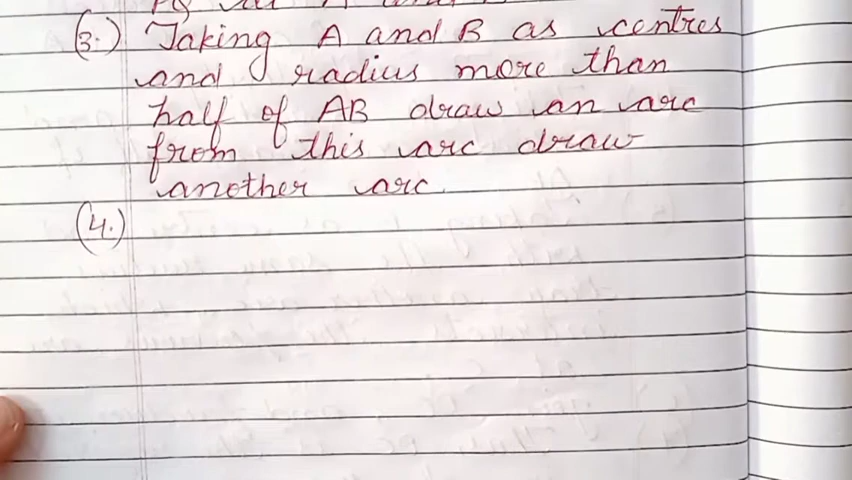 (3.) Taking A and B as centres
and radius more than
half of AB draw an arc
from this arc draw
another arc.
(4.)